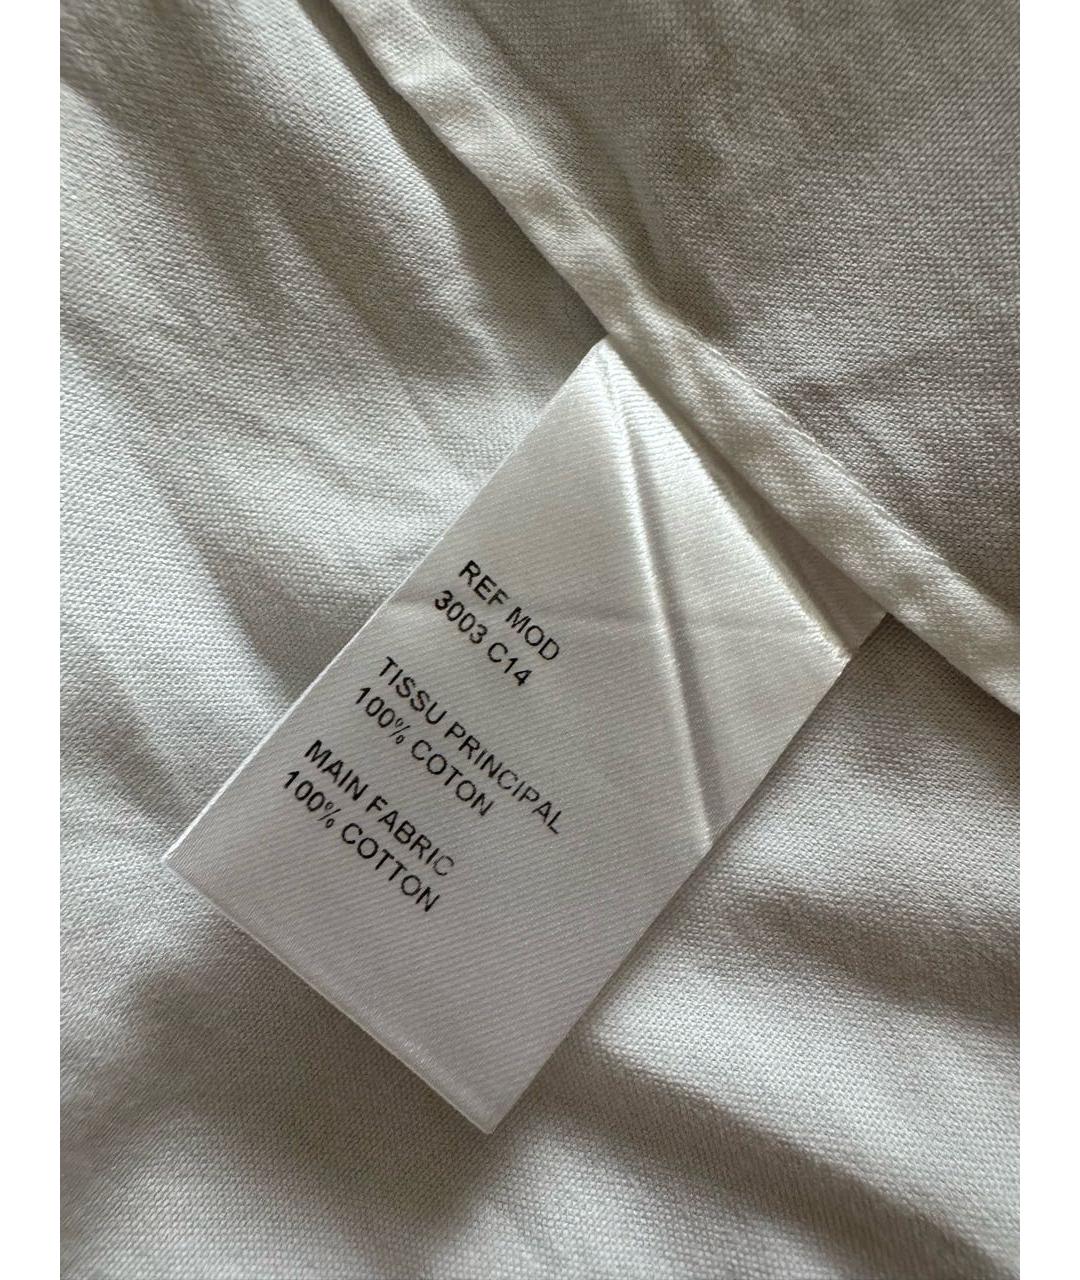 REF MOD
3003 C14
TISSU PRINCIPAL
100% COTON
MAIN FABRIC
100% COTTON